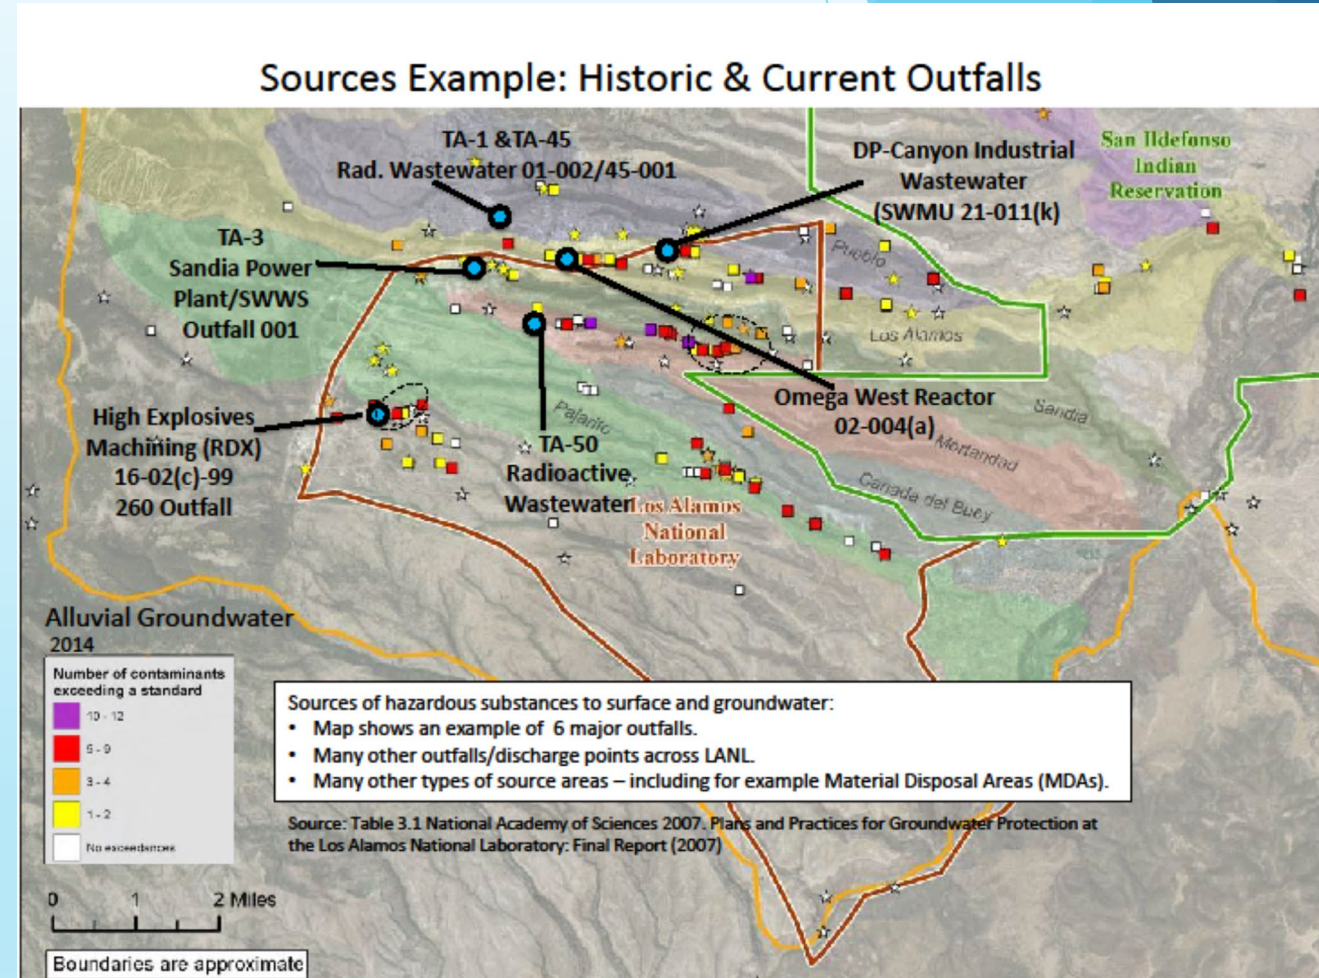 Sources Example: Historic & Current Outfalls
TA-1 &TA-45
Rad. Wastewater 01-002/45-001
DP-Canyon Industrial
Wastewater
(SWMU 21-011(k)
San Ildefonso
Indian
Reservation
TA-3
Sandia Power
Plant/SWWS
Outfall 001
Pueblo
Los Alamos
High Explosives
Machining (RDX)
16-02(c)-99
260 Outfall
Pajarito
TA-50
Radioactive
Wastewater
Omega West Reactor
02-004(a)
Sandia
Mortandad
Canada del Buey
Los Alamos
National
Laboratory
Alluvial Groundwater
2014
Number of contaminants
exceeding a standard
10 - 12
5 - 9
3 - 4
1 - 2
No exceedances
Sources of hazardous substances to surface and groundwater:
• Map shows an example of 6 major outfalls.
• Many other outfalls/discharge points across LANL.
• Many other types of source areas – including for example Material Disposal Areas (MDAs).
Source: Table 3.1 National Academy of Sciences 2007. Plans and Practices for Groundwater Protection at
the Los Alamos National Laboratory: Final Report (2007)
0 1 2 Miles
Boundaries are approximate